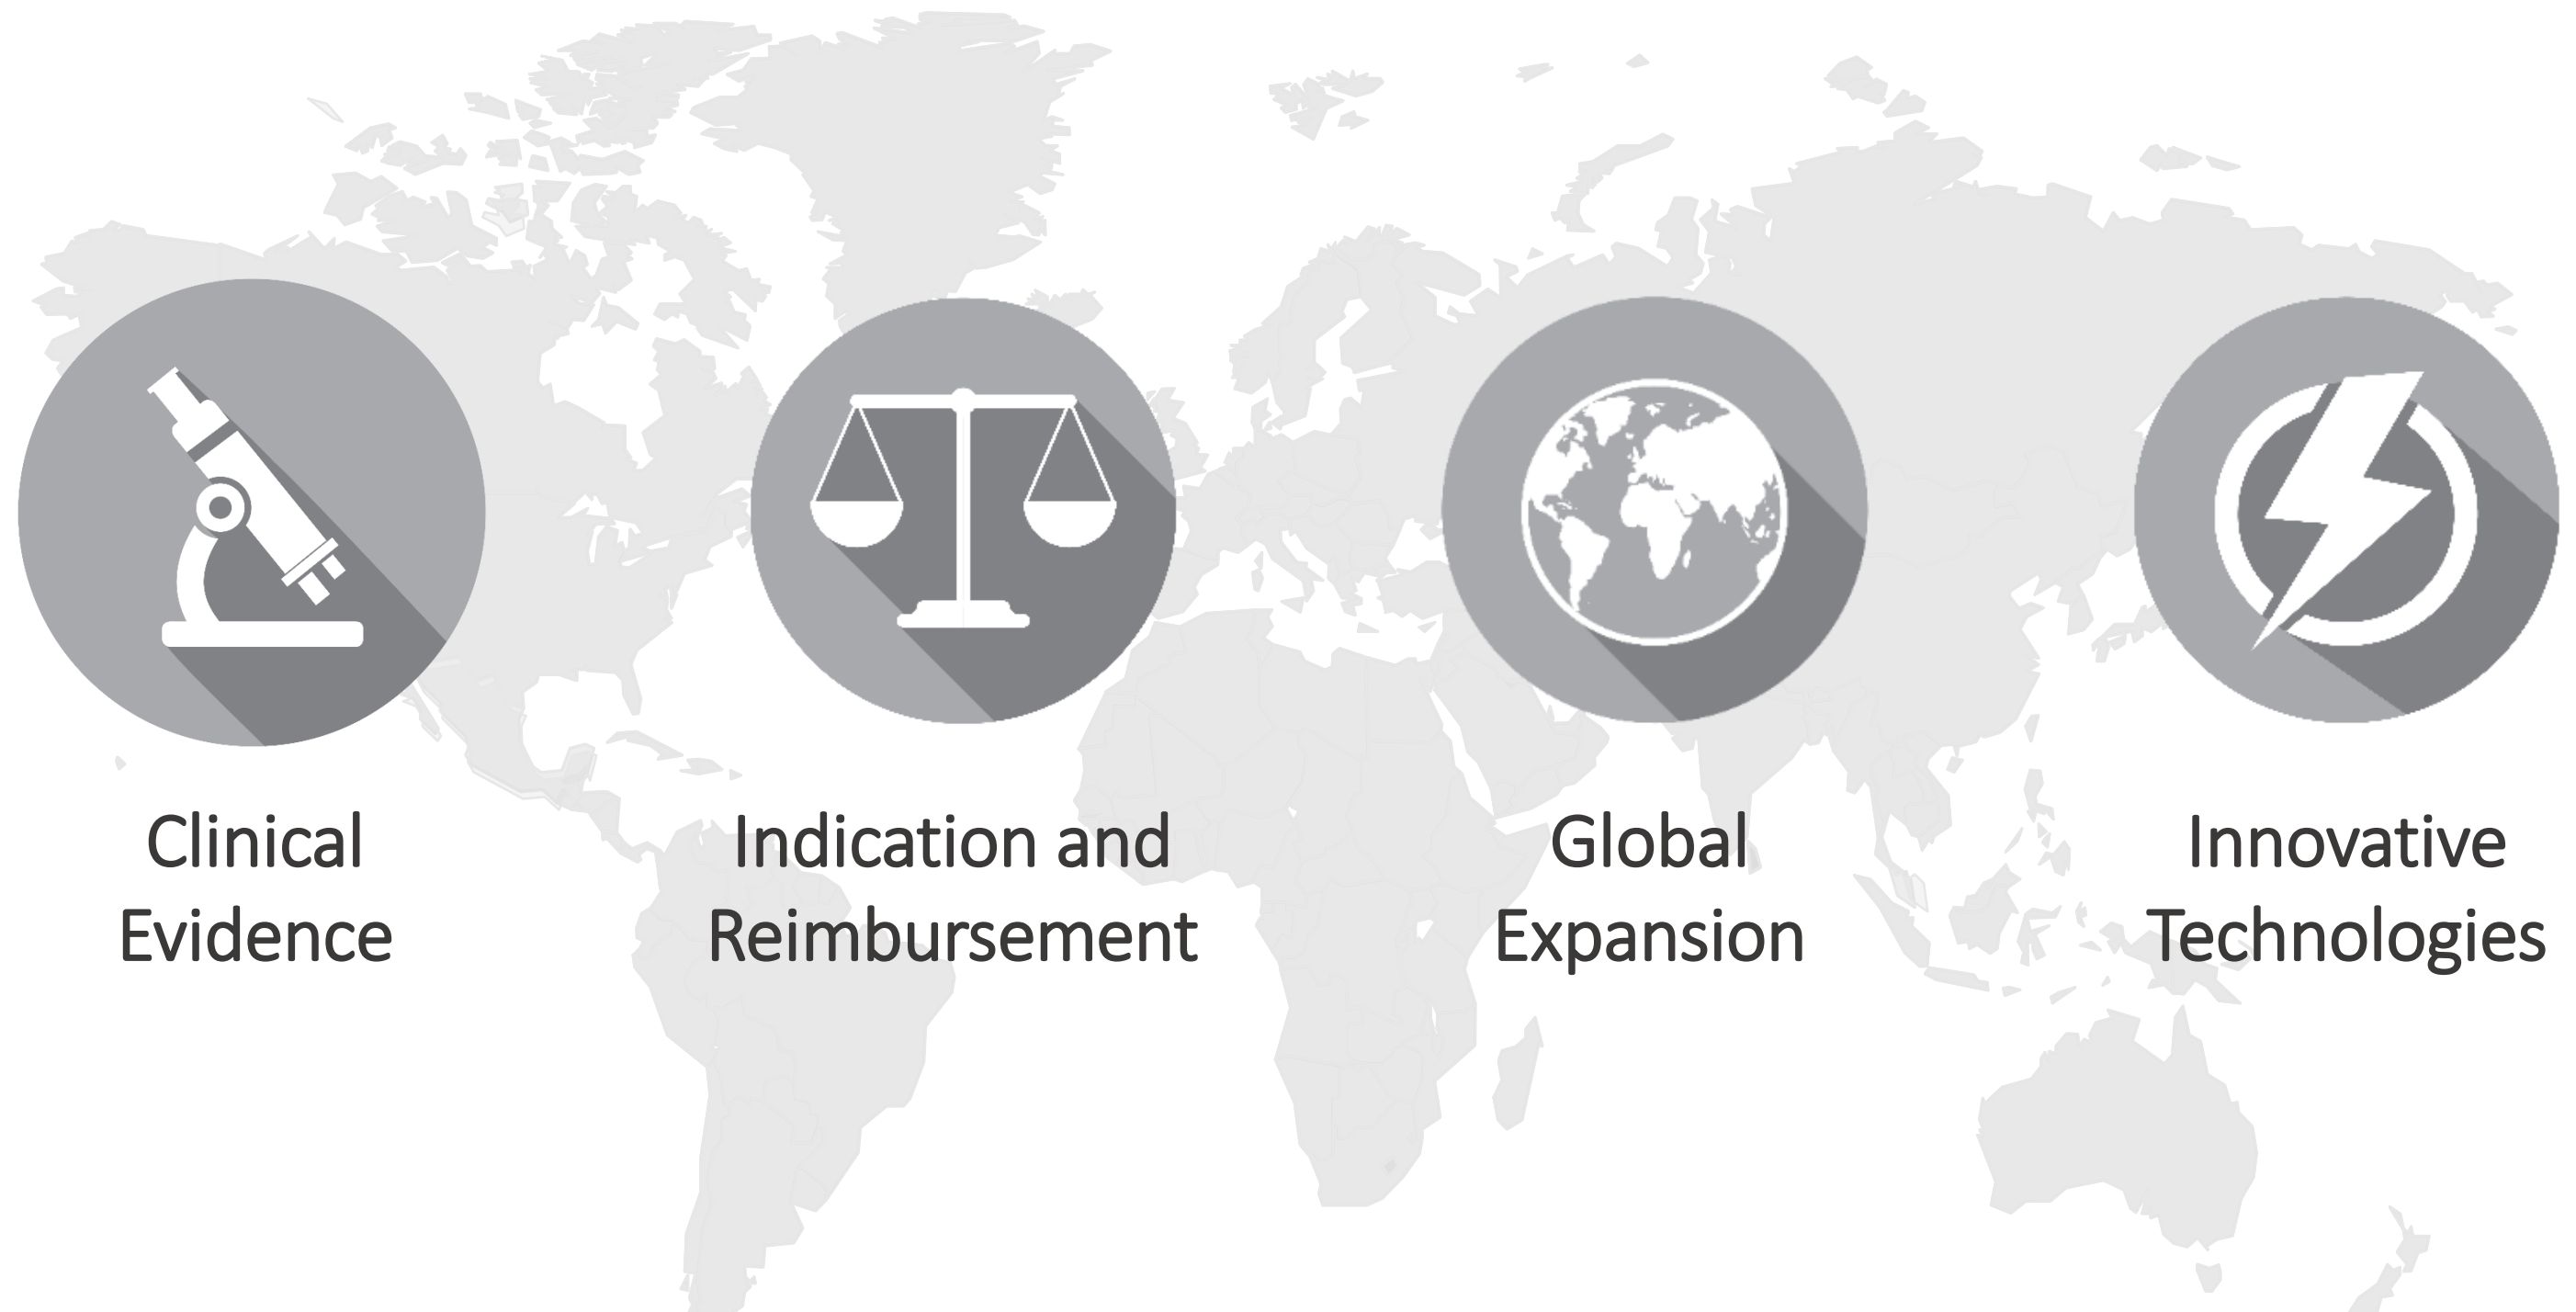 Clinical
Evidence
Indication and
Reimbursement
Global
Expansion
Innovative
Technologies